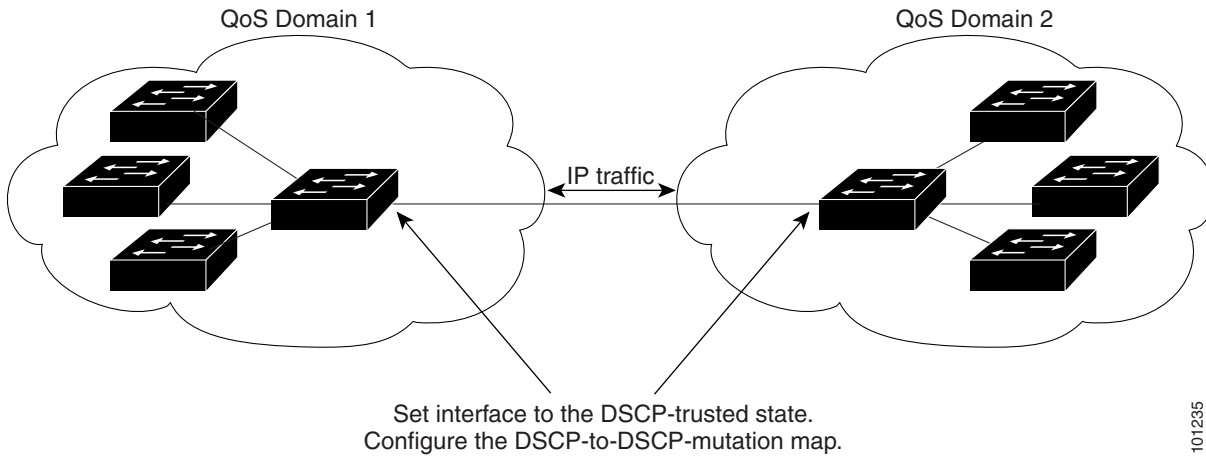 QoS Domain 1
QoS Domain 2
IP traffic
Set interface to the DSCP-trusted state.
Configure the DSCP-to-DSCP-mutation map.
101235